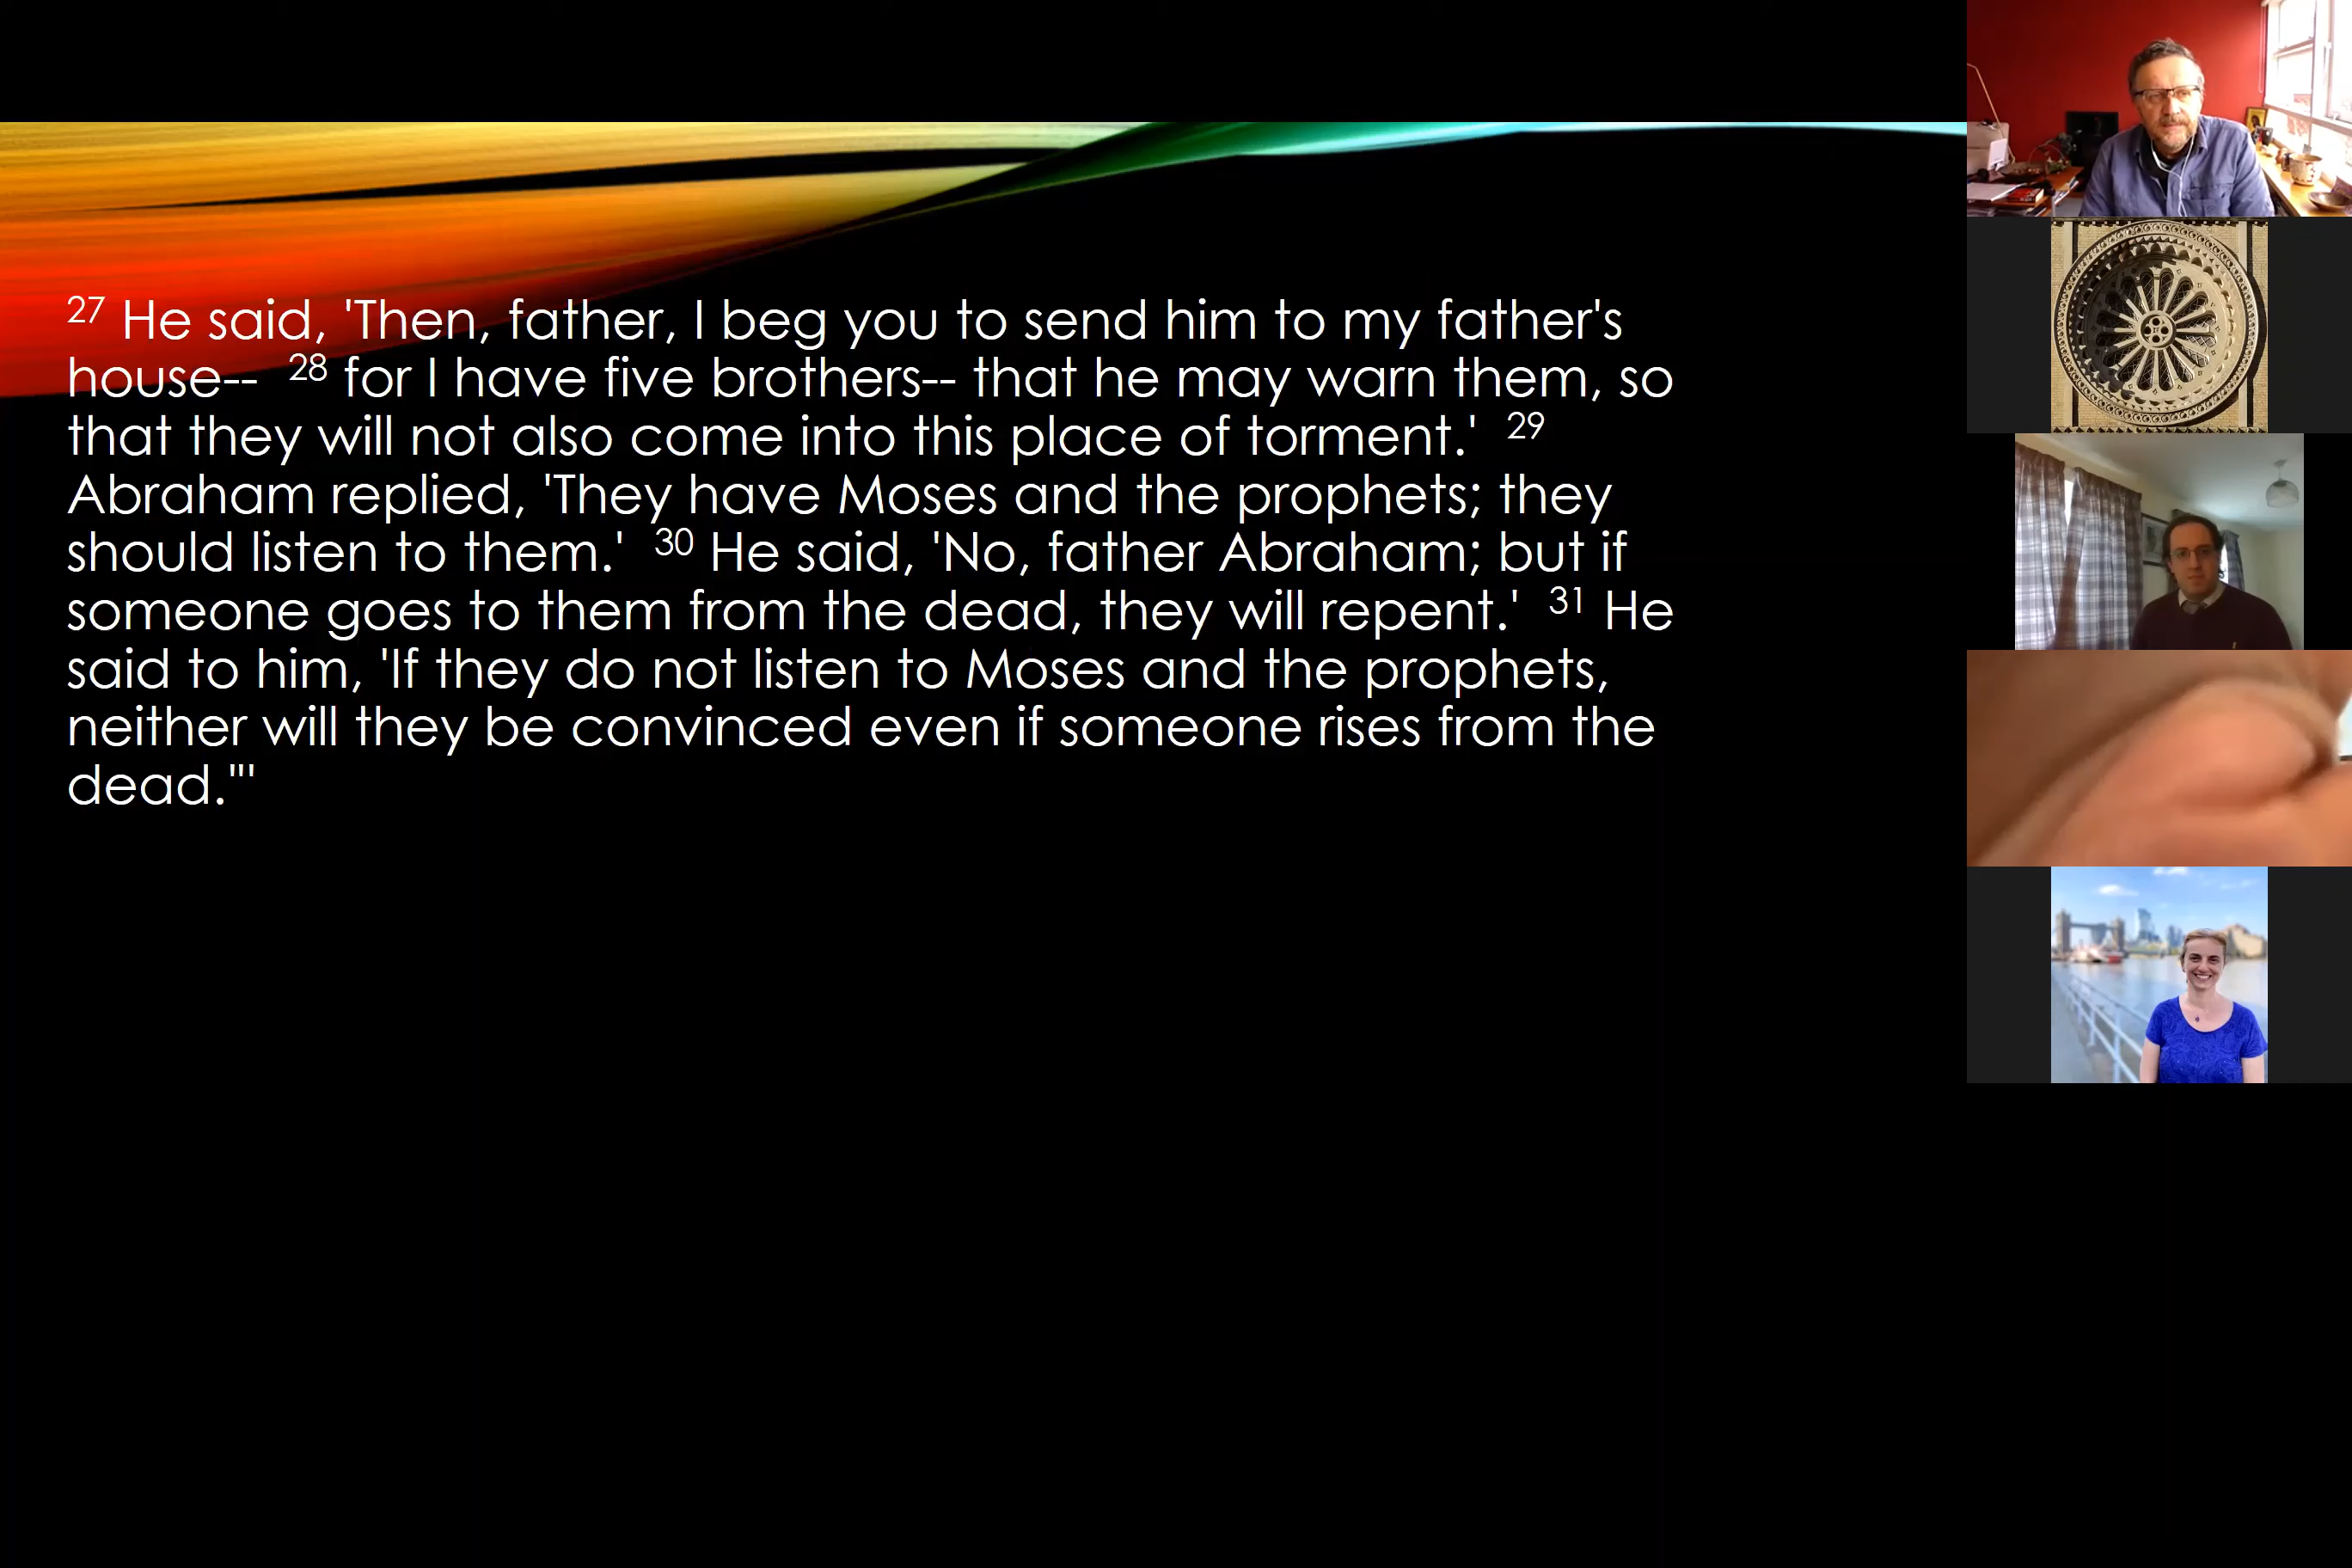 27 He said, 'Then, father, I beg you to send him to my father's
house-- 28 for I have five brothers-- that he may warn them, so
that they will not also come into this place of torment.' 29
Abraham replied, 'They have Moses and the prophets; they
should listen to them.' 30 He said, 'No, father Abraham; but if
someone goes to them from the dead, they will repent.' 31 He
said to him, 'If they do not listen to Moses and the prophets,
neither will they be convinced even if someone rises from the
dead.'"